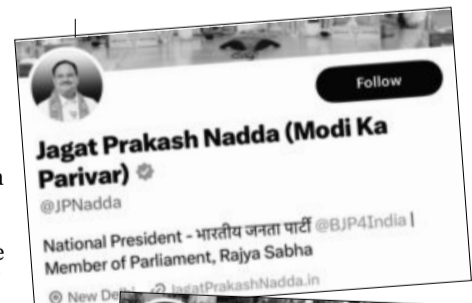 Follow
Jagat Prakash Nadda (Modi Ka
Parivar)
@JPNadda
National President - भारतीय जनता पार्टी @BJP4India |
Member of Parliament, Rajya Sabha
New JagatPrakashNadda.in